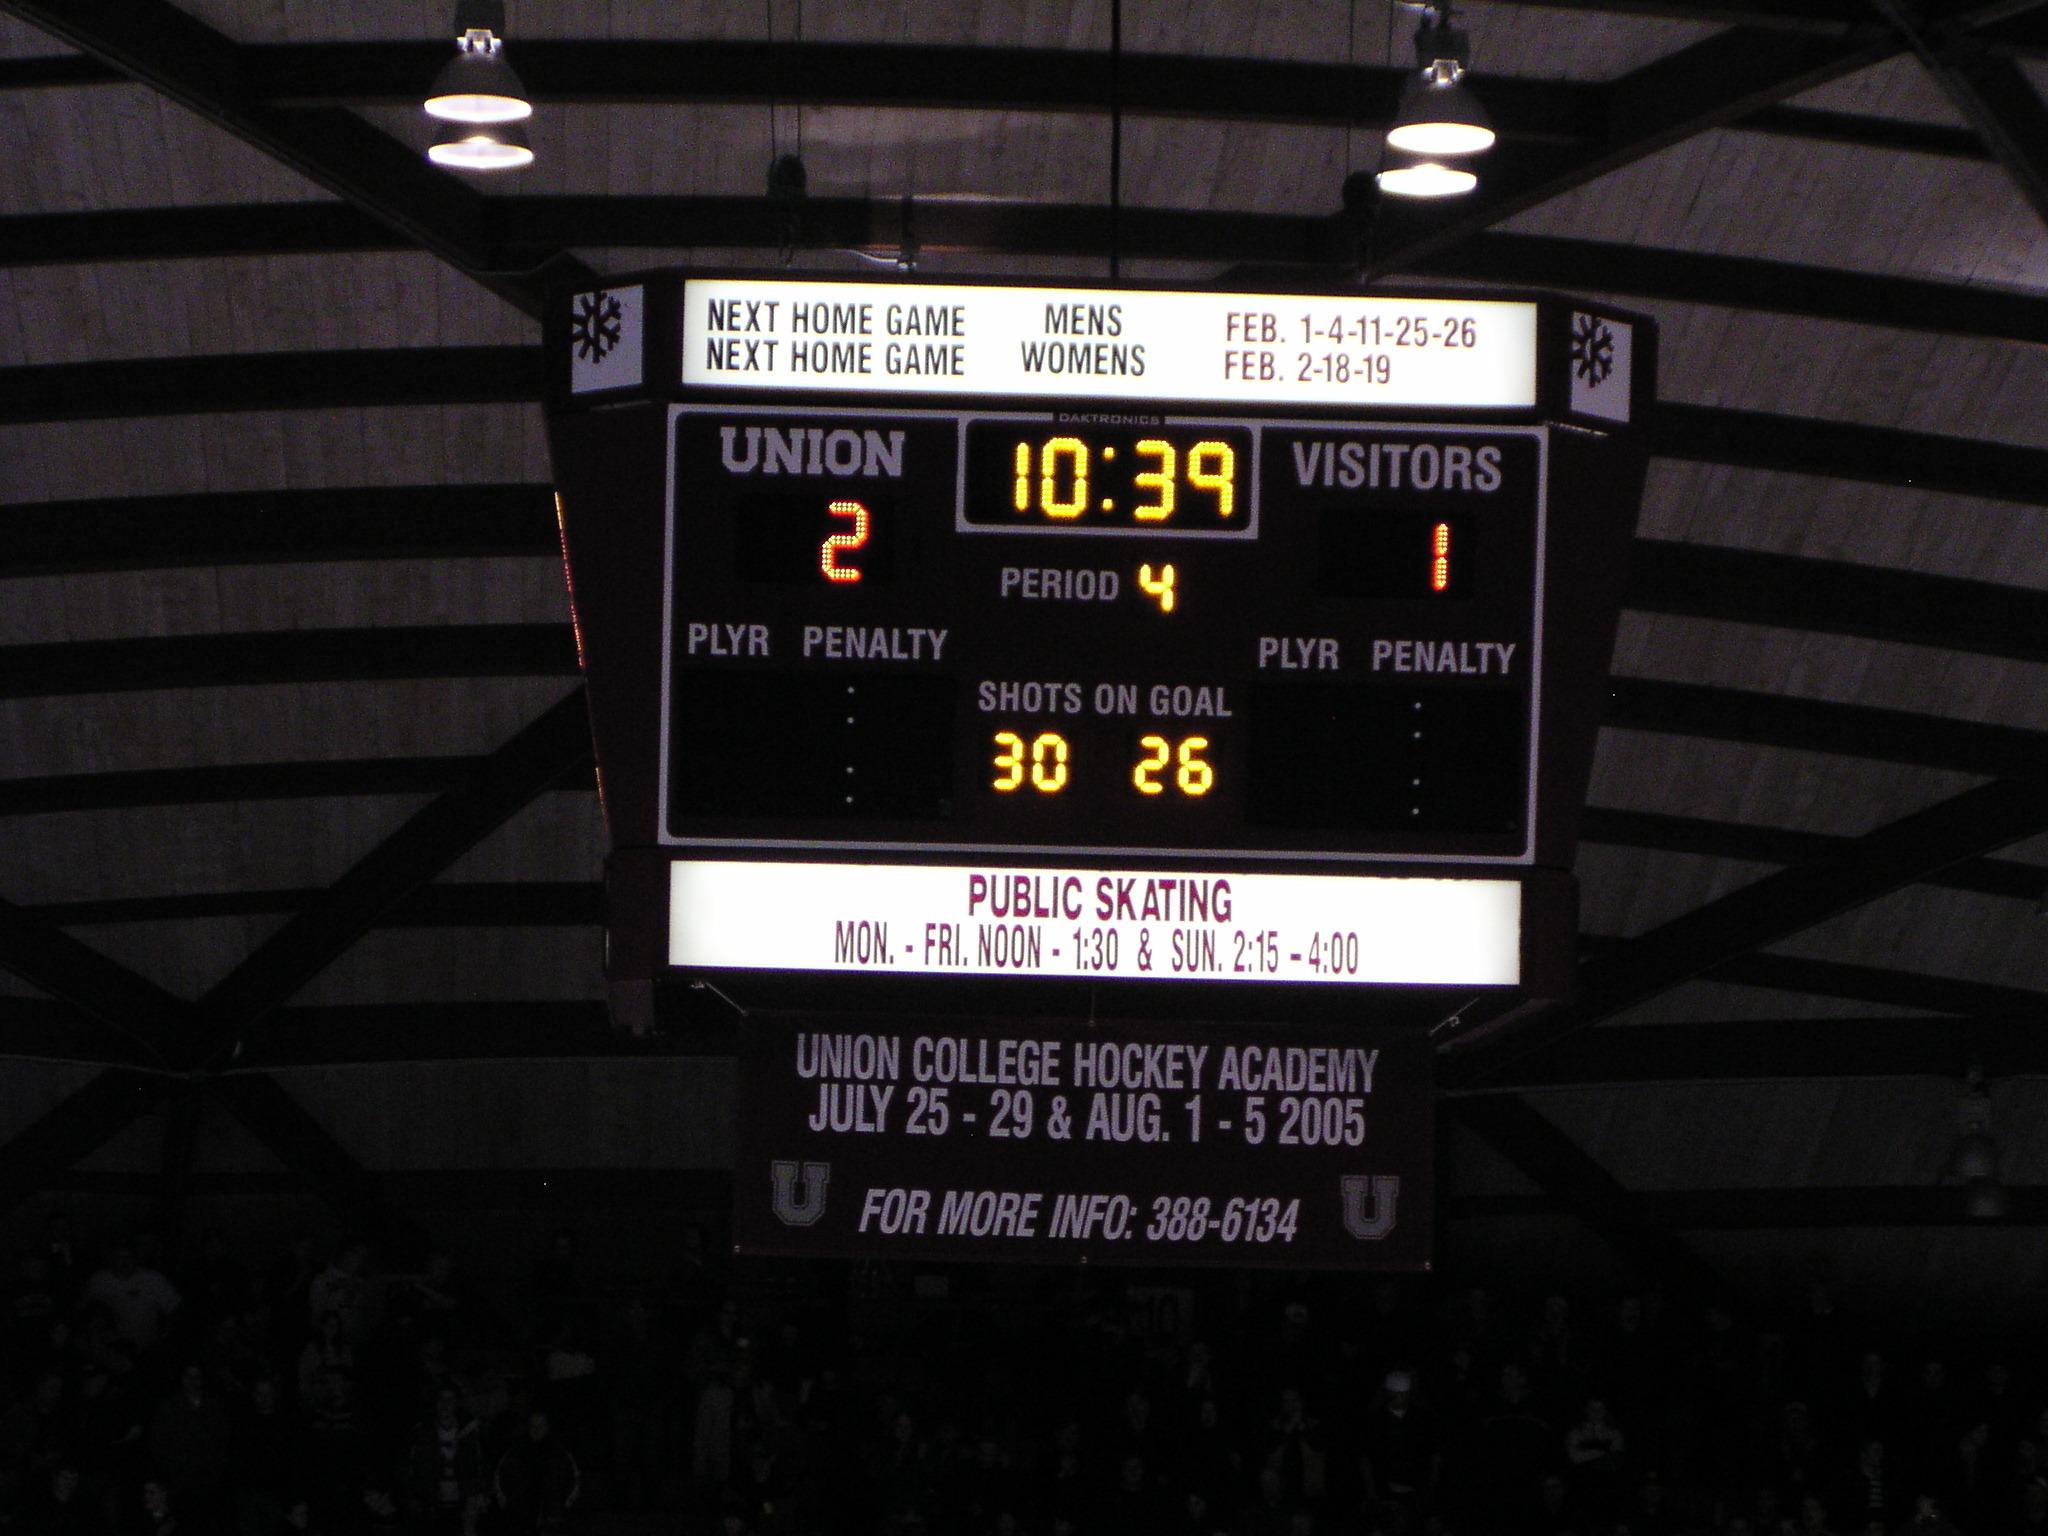 NEXT HOME GAME MENS FEB. 1-4-11-25-26
NEXT HOME GAME WOMENS FEB. 2-18-19
DAKTRONICS
UNION 10:39 VISITORS
2 PERIOD 4 1
PLYR PENALTY PLYR PENALTY
SHOTS ON GOAL
30 26
PUBLIC SKATING
MON. - FRI. NOON - 1:30 & SUN. 2:15 - 4:00
UNION COLLEGE HOCKEY ACADEMY
JULY 25 - 29 & AUG. 1 - 5 2005
U FOR MORE INFO: 388-6134 U